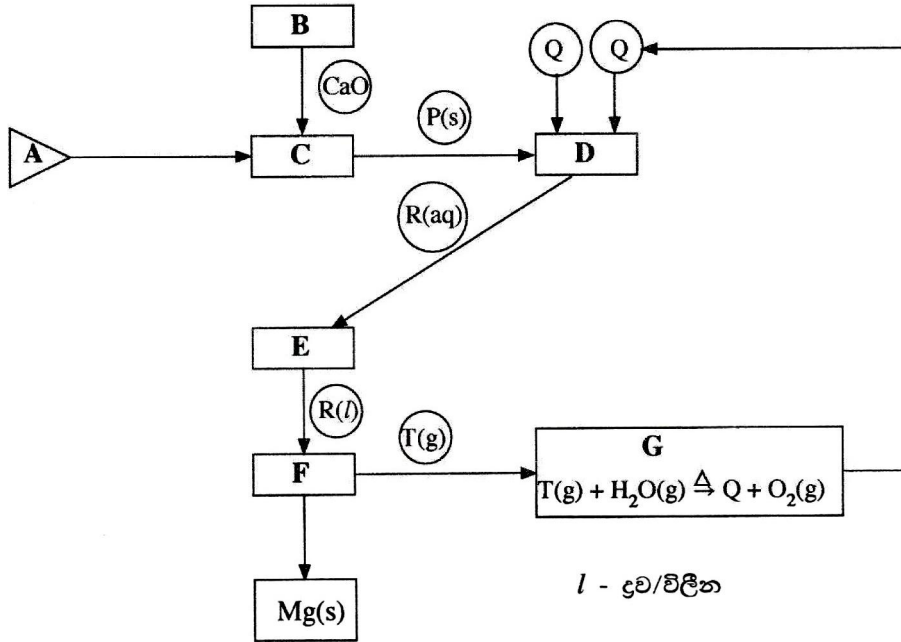 B
Q Q
CaO
P(s)
A
C
D
R(aq)
E
R(l)
T(g)
G
F
T(g) + H₂O(g) ≜→ Q + O₂(g)
l - ද්‍රව/විලීන
Mg(s)